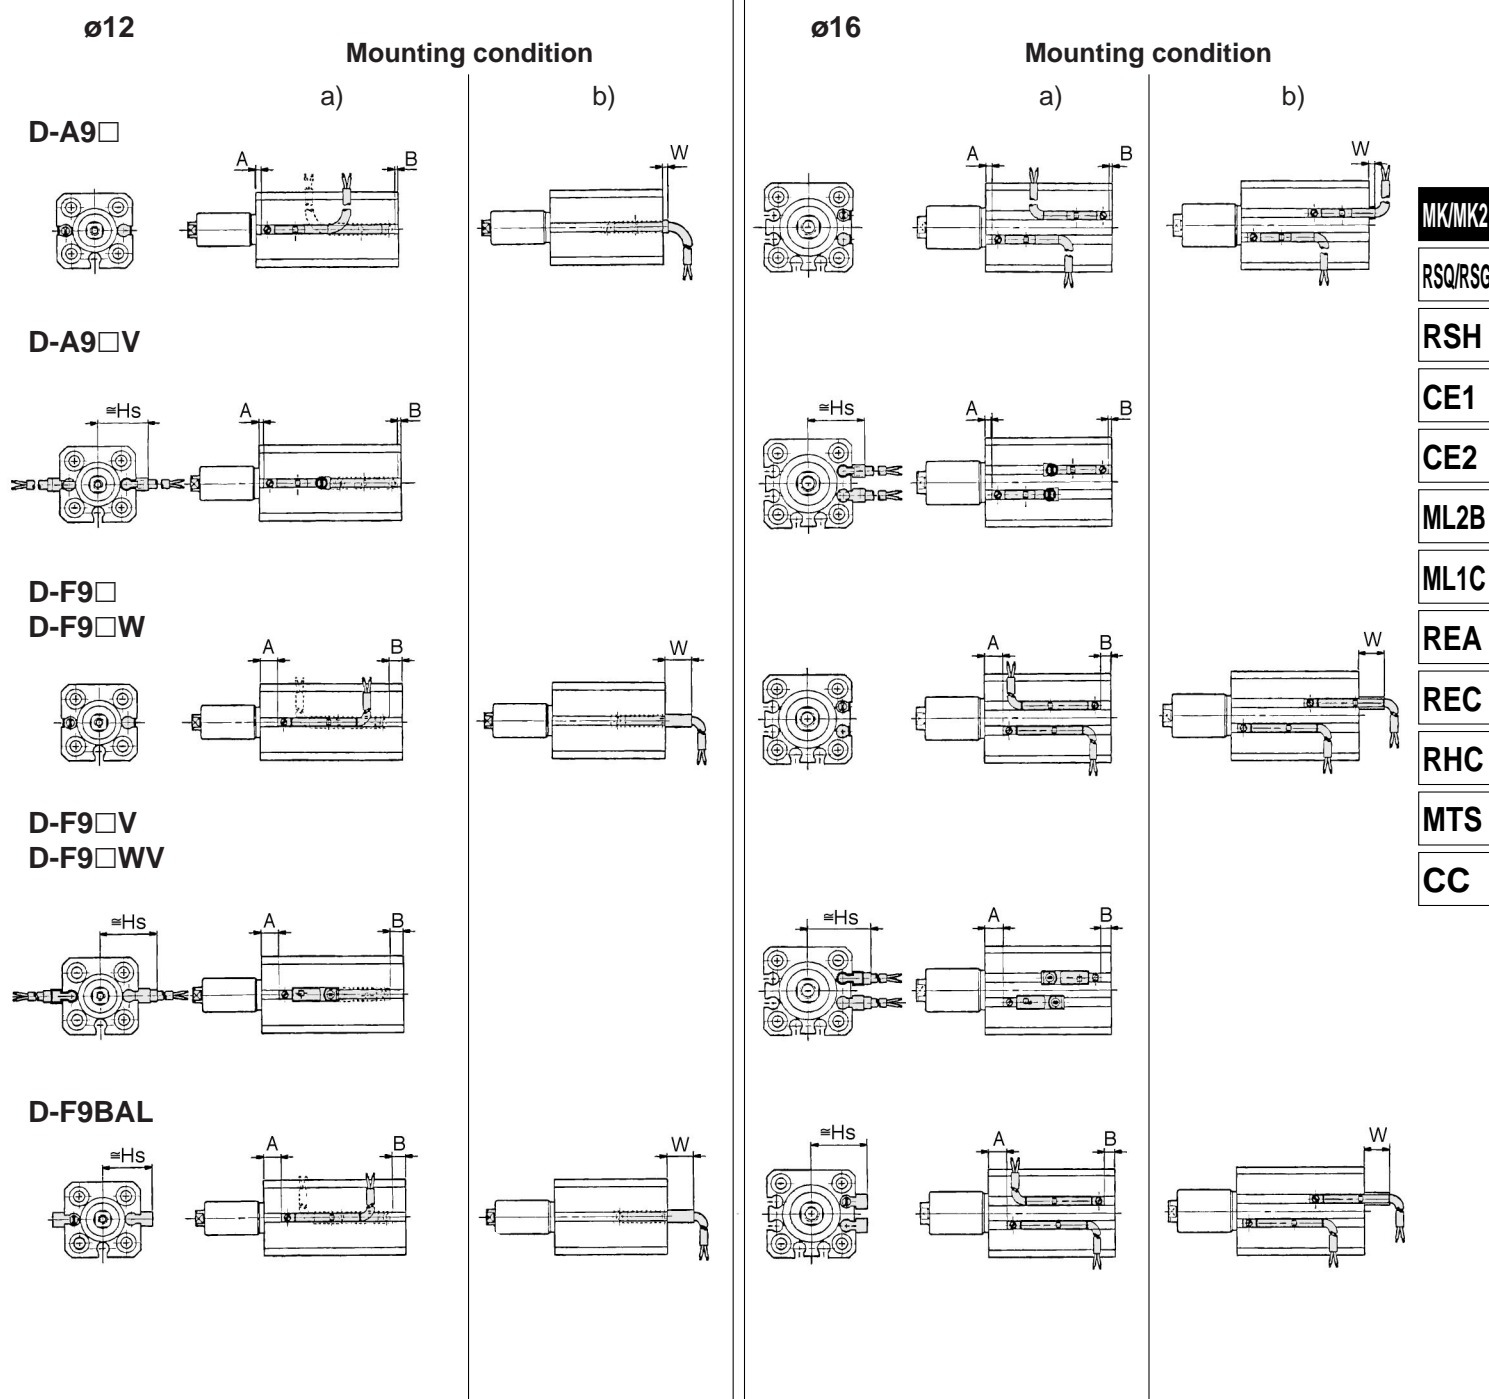 ø12
Mounting condition
a)
b)
D-A9□
A
B
W
D-A9□V
≅Hs
A
B
D-F9□
D-F9□W
A
B
W
D-F9□V
D-F9□WV
≅Hs
A
B
D-F9BAL
≅Hs
A
B
W
ø16
Mounting condition
a)
b)
A
B
W
≅Hs
A
B
A
B
W
≅Hs
A
B
≅Hs
A
B
W
MK/MK2
RSQ/RSG
RSH
CE1
CE2
ML2B
ML1C
REA
REC
RHC
MTS
CC